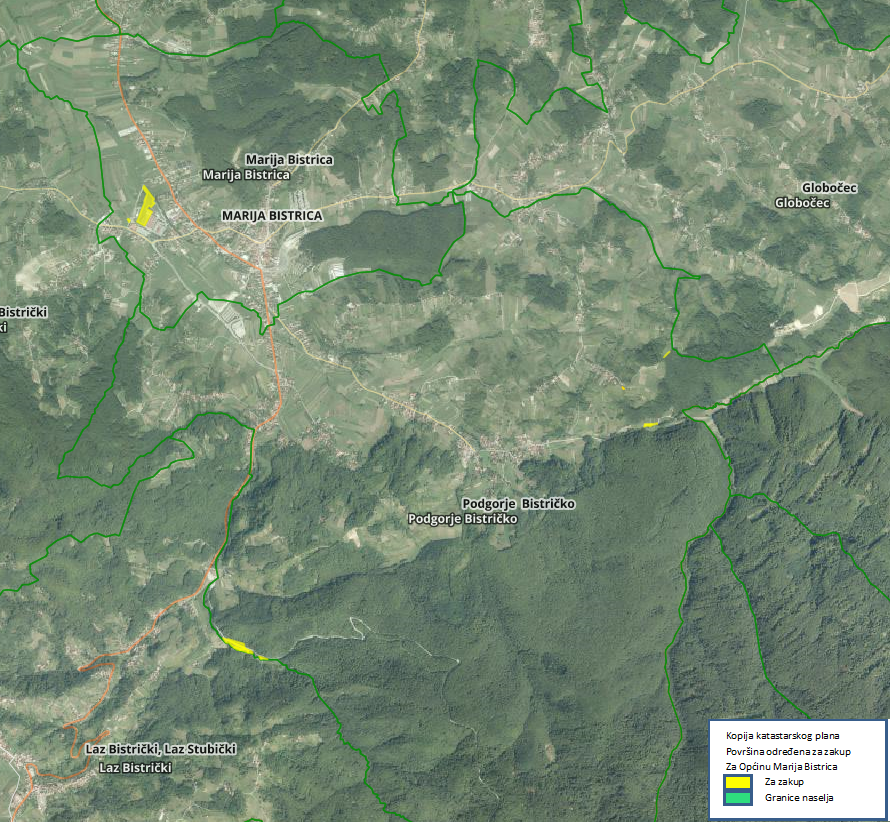 Marija Bistrica
Marija Bistrica
MARIJA BISTRICA
Globočec
Globočec
Bistrički
ki
Podgorje Bistričko
Podgorje Bistričko
Laz Bistrički, Laz Stubički
Laz Bistrički
Kopija katastarskog plana
Površina određena za zakup
Za Općinu Marija Bistrica
Za zakup
Granice naselja